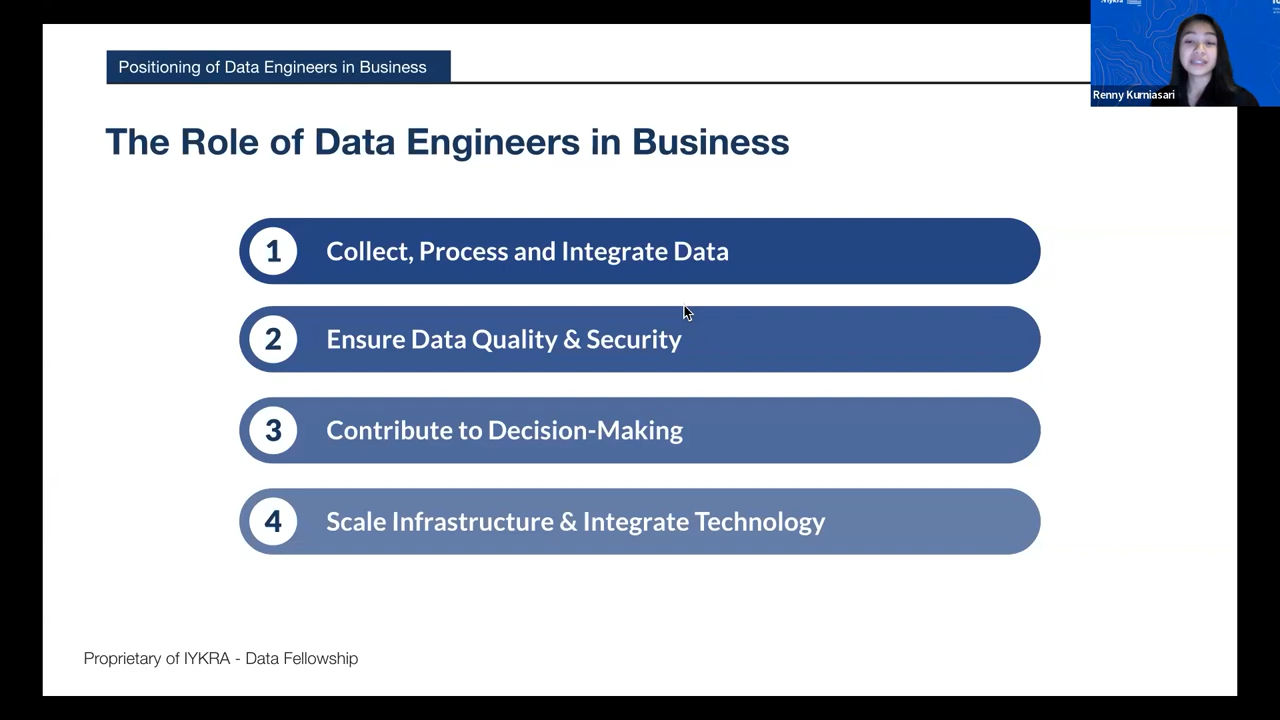 Positioning of Data Engineers in Business
Renny Kurniasari
The Role of Data Engineers in Business
1 Collect, Process and Integrate Data
2 Ensure Data Quality & Security
3 Contribute to Decision-Making
4 Scale Infrastructure & Integrate Technology
Proprietary of IYKRA - Data Fellowship